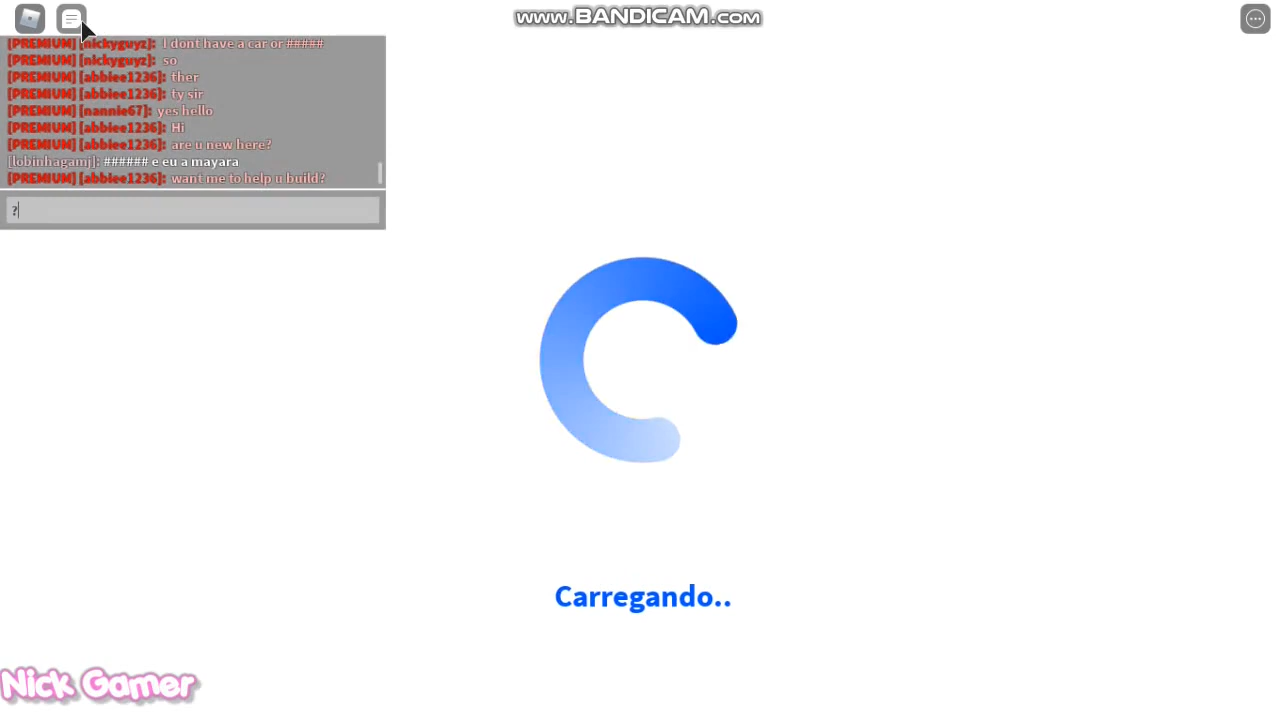 www.BANDICAM.com
[PREMIUM] [nickyguyz]: I dont have a car or #####
[PREMIUM] [nickyguyz]: so
[PREMIUM] [abbiee1236]: ther
[PREMIUM] [abbiee1236]: ty sir
[PREMIUM] [nannie67]: yes hello
[PREMIUM] [abbiee1236]: Hi
[PREMIUM] [abbiee1236]: are u new here?
[lobinhagamj]: ###### e eu a mayara
[PREMIUM] [abbiee1236]: want me to help u build?
?
Carregando..
Nick Gamer